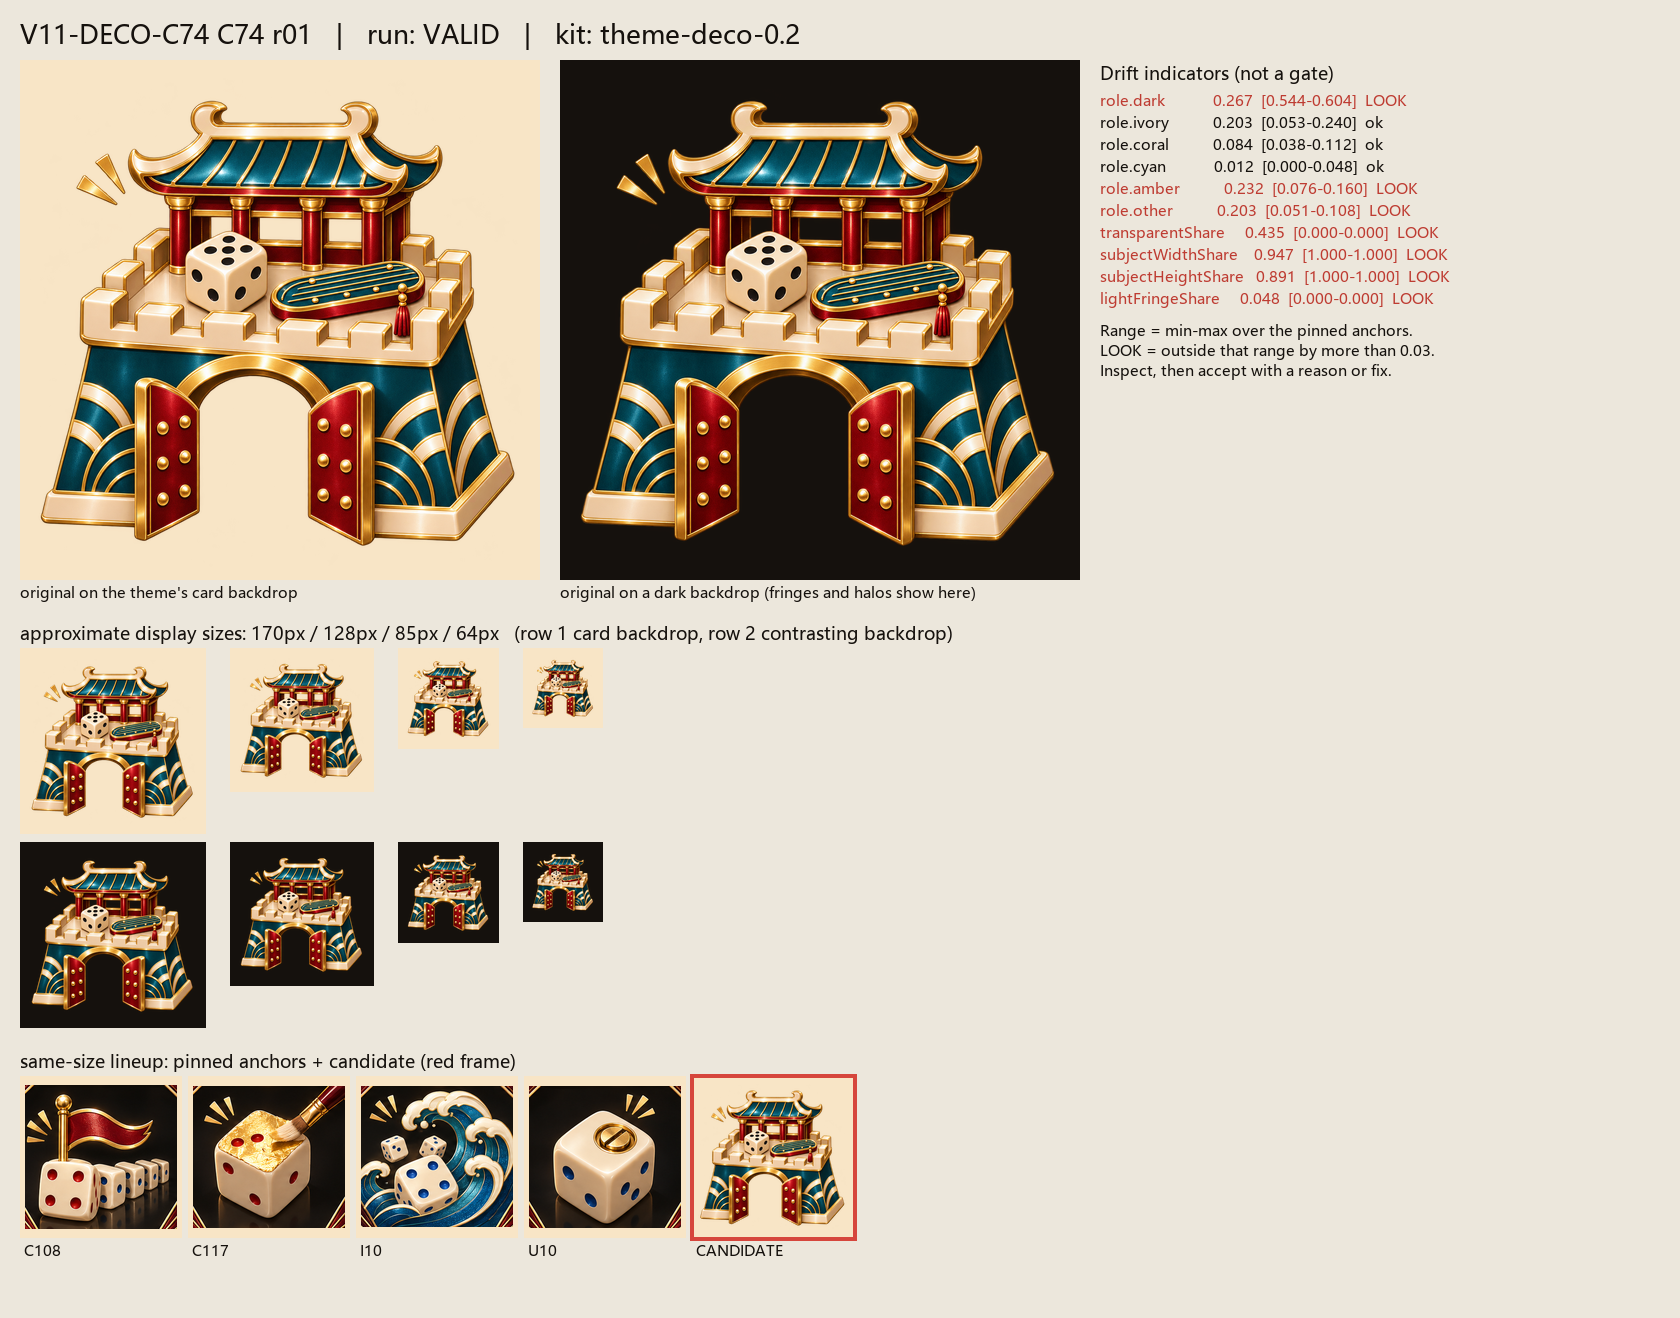 V11-DECO-C74 C74 r01 | run: VALID | kit: theme-deco-0.2
Drift indicators (not a gate)
role.dark 0.267 [0.544-0.604] LOOK
role.ivory 0.203 [0.053-0.240] ok
role.coral 0.084 [0.038-0.112] ok
role.cyan 0.012 [0.000-0.048] ok
role.amber 0.232 [0.076-0.160] LOOK
role.other 0.203 [0.051-0.108] LOOK
transparentShare 0.435 [0.000-0.000] LOOK
subjectWidthShare 0.947 [1.000-1.000] LOOK
subjectHeightShare 0.891 [1.000-1.000] LOOK
lightFringeShare 0.048 [0.000-0.000] LOOK
Range = min-max over the pinned anchors.
LOOK = outside that range by more than 0.03.
Inspect, then accept with a reason or fix.
original on the theme's card backdrop
original on a dark backdrop (fringes and halos show here)
approximate display sizes: 170px / 128px / 85px / 64px (row 1 card backdrop, row 2 contrasting backdrop)
same-size lineup: pinned anchors + candidate (red frame)
C108
C117
I10
U10
CANDIDATE